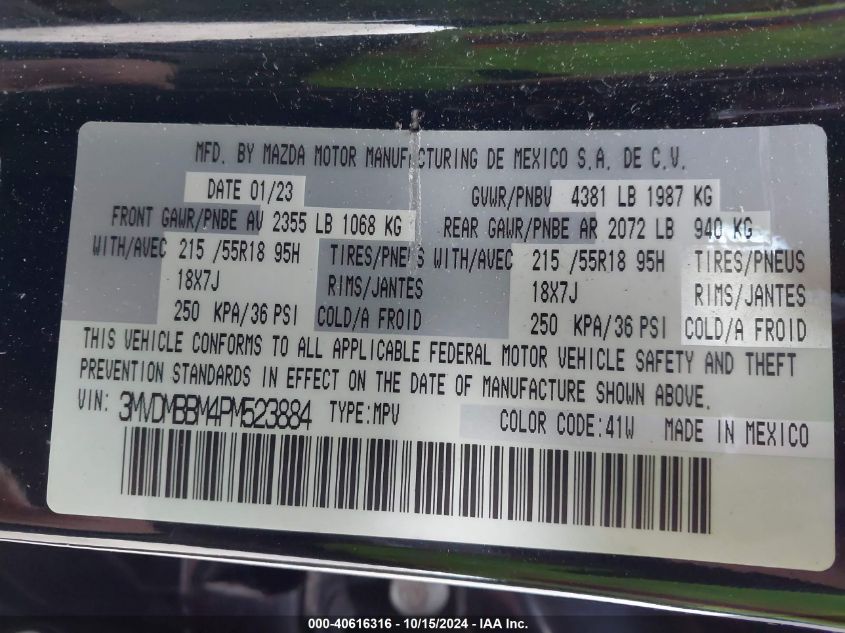 MFD. BY MAZDA MOTOR MANUFACTURING DE MEXICO S.A. DE C.V.
DATE 01/23 GVWR/PNBV 4381 LB 1987 KG
FRONT GAWR/PNBE AV 2355 LB 1068 KG REAR GAWR/PNBE AR 2072 LB 940 KG
WITH/AVEC 215 /55R18 95H TIRES/PNEUS WITH/AVEC 215 /55R18 95H TIRES/PNEUS
18X7J RIMS/JANTES 18X7J RIMS/JANTES
250 KPA/36 PSI COLD/A FROID 250 KPA/36 PSI COLD/A FROID
THIS VEHICLE CONFORMS TO ALL APPLICABLE FEDERAL MOTOR VEHICLE SAFETY AND THEFT
PREVENTION STANDARDS IN EFFECT ON THE DATE OF MANUFACTURE SHOWN ABOVE.
VIN: 3MVDMBBM4PM523884 TYPE:MPV COLOR CODE:41W MADE IN MEXICO
000-40616316 - 10/15/2024 - IAA Inc.